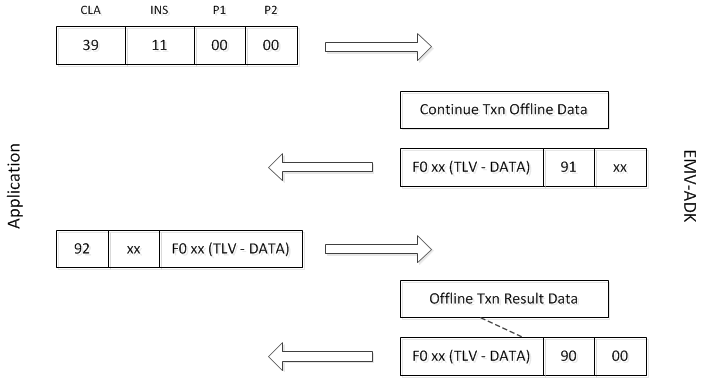 CLA INS P1 P2
39 11 00 00
Continue Txn Offline Data
Application
F0 xx (TLV - DATA) 91 xx
EMV-ADK
92 xx F0 xx (TLV - DATA)
Offline Txn Result Data
F0 xx (TLV - DATA) 90 00